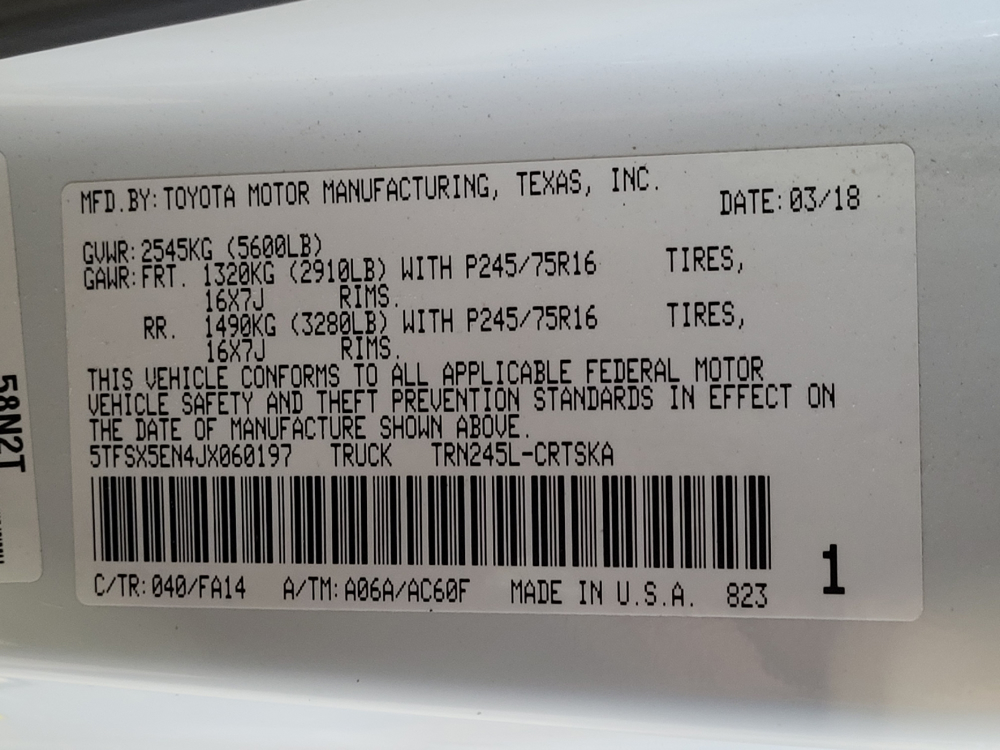 MFD.BY:TOYOTA MOTOR MANUFACTURING, TEXAS, INC. DATE:03/18
GVWR:2545KG (5600LB)
GAWR:FRT. 1320KG (2910LB) WITH P245/75R16 TIRES,
16X7J RIMS.
RR. 1490KG (3280LB) WITH P245/75R16 TIRES,
16X7J RIMS.
THIS VEHICLE CONFORMS TO ALL APPLICABLE FEDERAL MOTOR
VEHICLE SAFETY AND THEFT PREVENTION STANDARDS IN EFFECT ON
THE DATE OF MANUFACTURE SHOWN ABOVE.
5TFSX5EN4JX060197 TRUCK TRN245L-CRTSKA
C/TR:040/FA14 A/TM:A06A/AC60F MADE IN U.S.A. 823
1
58N2T